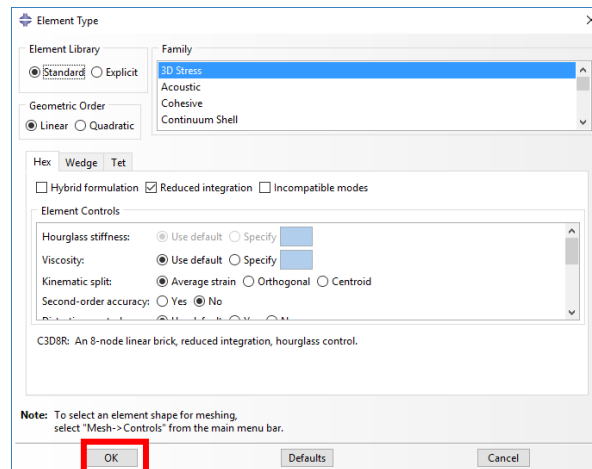 Element Type
Element Library
Family
Standard Explicit
3D Stress
Acoustic
Cohesive
Continuum Shell
Geometric Order
Linear Quadratic
Hex Wedge Tet
Hybrid formulation Reduced integration Incompatible modes
Element Controls
Hourglass stiffness: Use default Specify
Viscosity: Use default Specify
Kinematic split: Average strain Orthogonal Centroid
Second-order accuracy: Yes No
C3D8R: An 8-node linear brick, reduced integration, hourglass control.
Note: To select an element shape for meshing,
select "Mesh->Controls" from the main menu bar.
OK Defaults Cancel